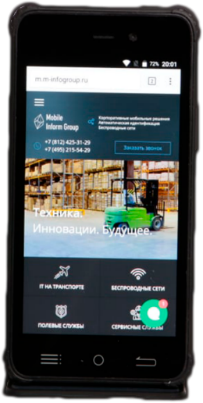 72% 20:01
m.m-infogroup.ru
Mobile
Inform Group
Корпоративные мобильные решения
Автоматическая идентификация
Беспроводные сети
+7 (812) 425-31-29
+7 (495) 215-54-29
Заказать звонок
Техника.
Инновации. Будущее.
IT НА ТРАНСПОРТЕ
БЕСПРОВОДНЫЕ СЕТИ
ПОЛЕВЫЕ СЛУЖБЫ
СЕРВИСНЫЕ СЛУЖБЫ